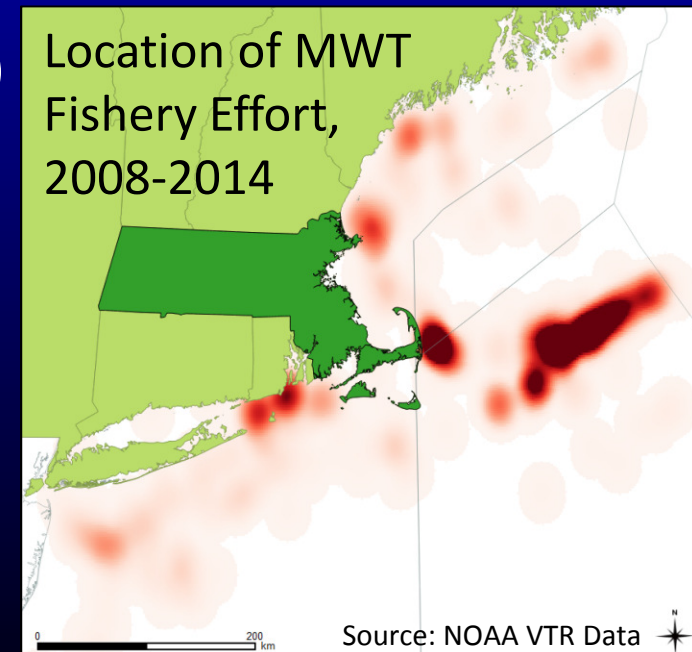 Location of MWT
Fishery Effort,
2008-2014
N
0 200
km
Source: NOAA VTR Data